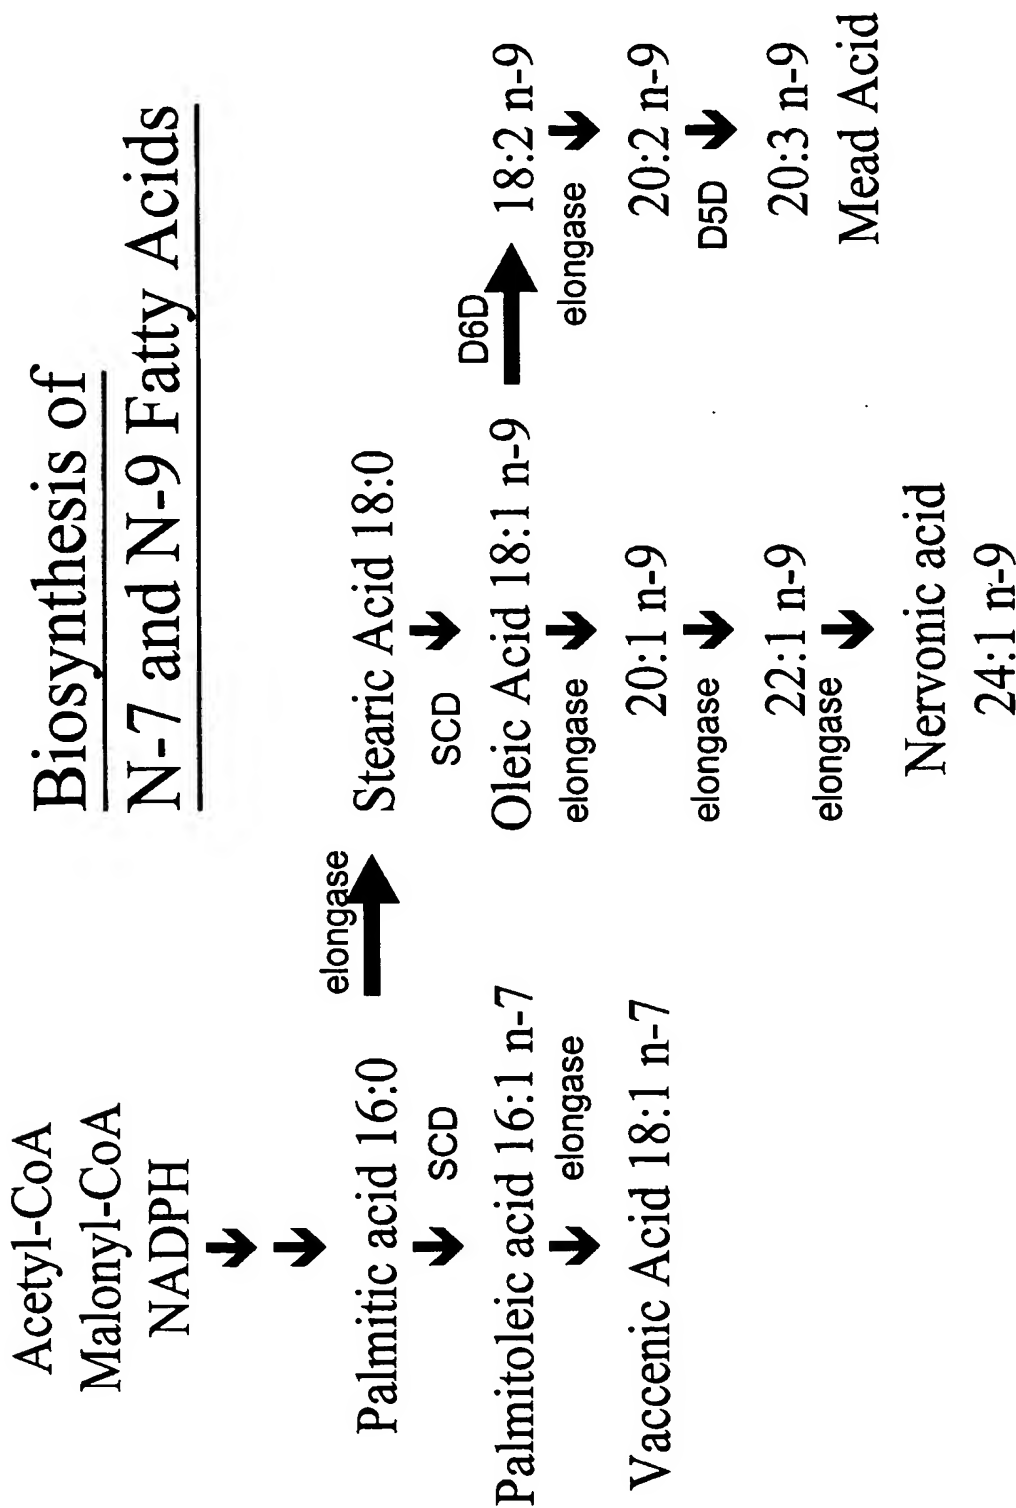 Biosynthesis of
N-7 and N-9 Fatty Acids
Acetyl-CoA
Malonyl-CoA
NADPH
Palmitic acid 16:0
elongase
Stearic Acid 18:0
SCD
SCD
Palmitoleic acid 16:1 n-7
Oleic Acid 18:1 n-9
D6D
18:2 n-9
elongase
elongase
elongase
Vaccenic Acid 18:1 n-7
20:1 n-9
20:2 n-9
elongase
D5D
22:1 n-9
20:3 n-9
Mead Acid
elongase
Nervonic acid
24:1 n-9